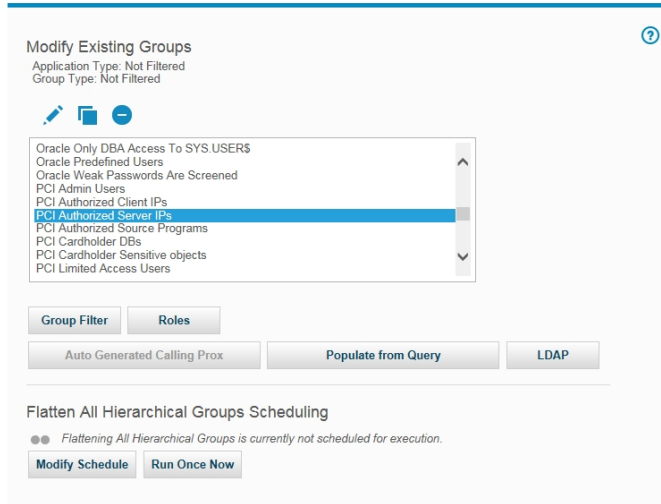 Modify Existing Groups
Application Type: Not Filtered
Group Type: Not Filtered
Oracle Only DBA Access To SYS.USER$
Oracle Predefined Users
Oracle Weak Passwords Are Screened
PCI Admin Users
PCI Authorized Client IPs
PCI Authorized Server IPs
PCI Authorized Source Programs
PCI Cardholder DBs
PCI Cardholder Sensitive objects
PCI Limited Access Users
Group Filter Roles
Auto Generated Calling Prox Populate from Query LDAP
Flatten All Hierarchical Groups Scheduling
Flattening All Hierarchical Groups is currently not scheduled for execution.
Modify Schedule Run Once Now